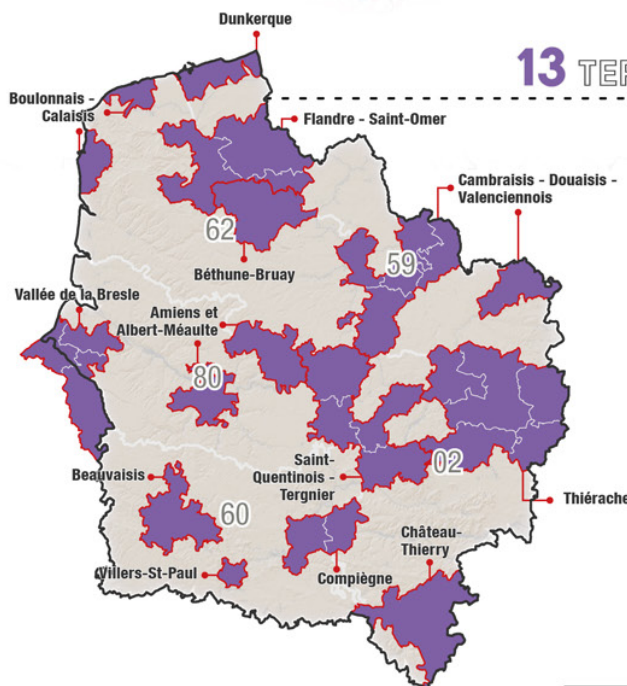 Dunkerque
13 TER
Boulonnais -
Calaisis
Flandre - Saint-Omer
Cambraisis - Douaisis -
Valenciennois
62
59
Béthune-Bruay
Vallée de la Bresle
Amiens et
Albert-Méaulte
80
Saint-
Quentinois -
Tergnier
02
Beauvaisis
60
Thiérache
Château-
Thierry
Villers-St-Paul
Compiègne